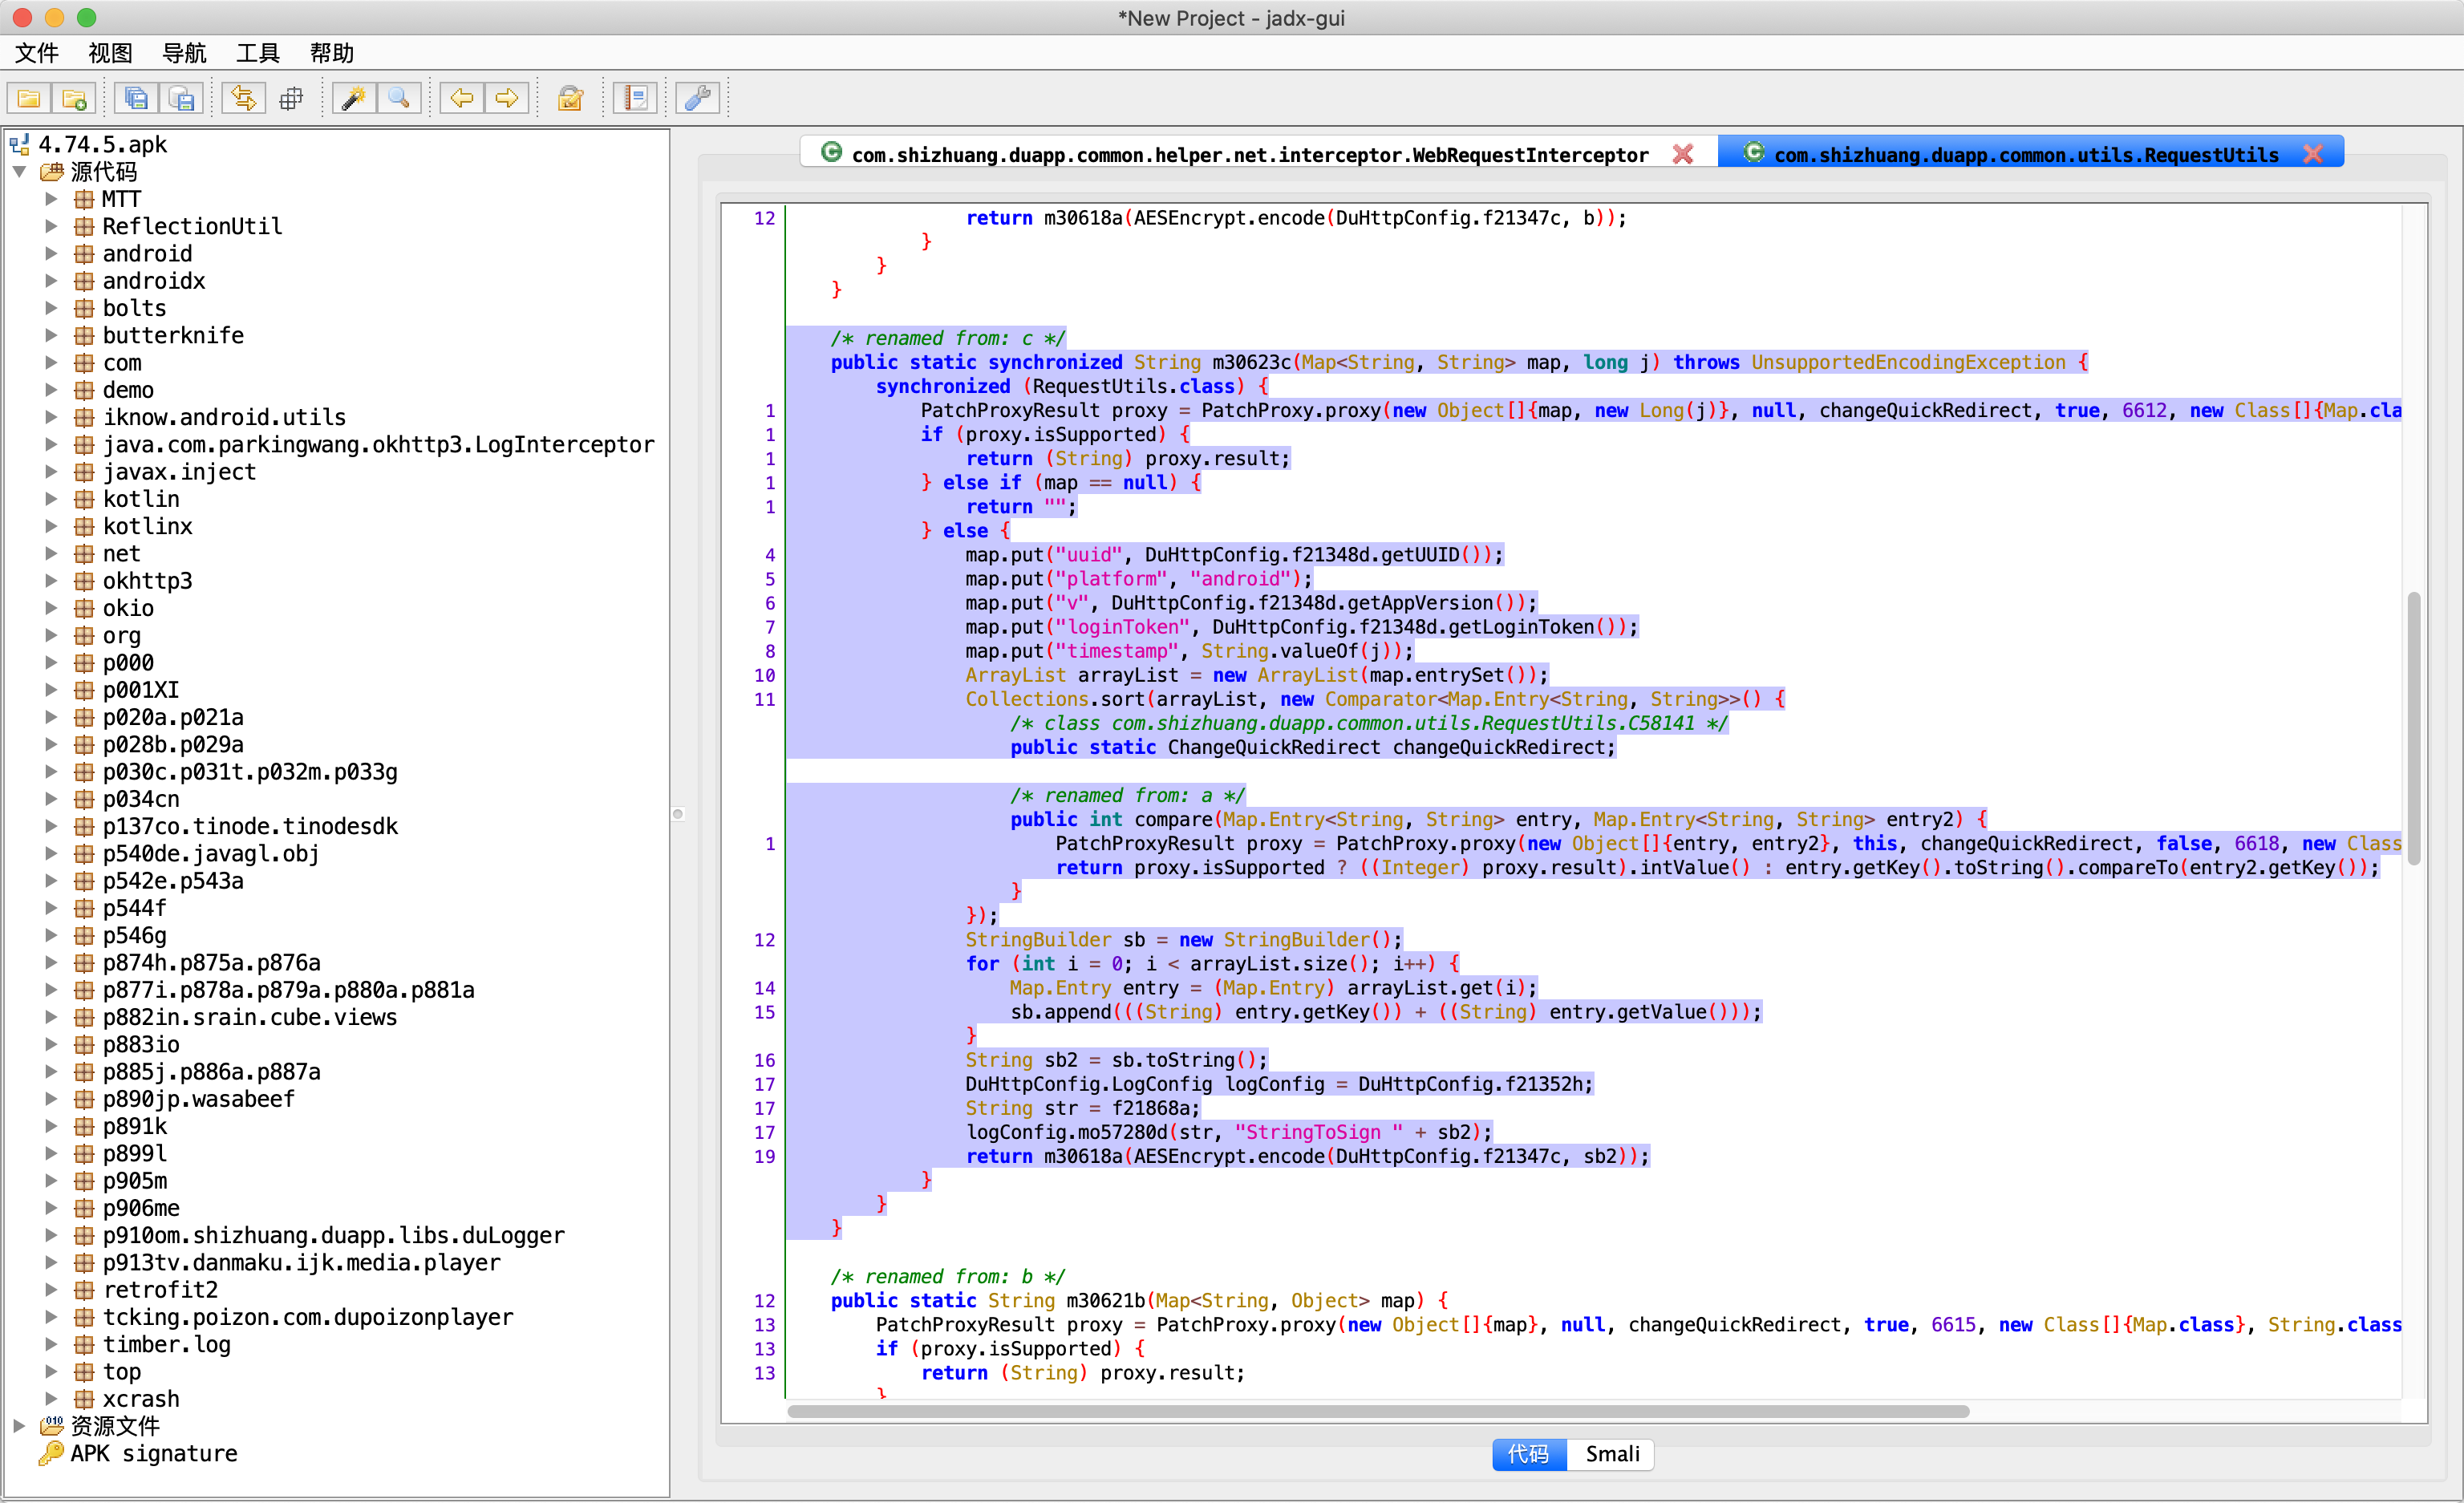 *New Project - jadx-gui
文件 视图 导航 工具 帮助
4.74.5.apk
源代码
MTT
ReflectionUtil
android
androidx
bolts
butterknife
com
demo
iknow.android.utils
java.com.parkingwang.okhttp3.LogInterceptor
javax.inject
kotlin
kotlinx
net
okhttp3
okio
org
p000
p001XI
p020a.p021a
p028b.p029a
p030c.p031t.p032m.p033g
p034cn
p137co.tinode.tinodesdk
p540de.javagl.obj
p542e.p543a
p544f
p546g
p874h.p875a.p876a
p877i.p878a.p879a.p880a.p881a
p882in.srain.cube.views
p883io
p885j.p886a.p887a
p890jp.wasabeef
p891k
p899l
p905m
p906me
p910om.shizhuang.duapp.libs.duLogger
p913tv.danmaku.ijk.media.player
retrofit2
tcking.poizon.com.dupoizonplayer
timber.log
top
xcrash
资源文件
APK signature
com.shizhuang.duapp.common.helper.net.interceptor.WebRequestInterceptor com.shizhuang.duapp.common.utils.RequestUtils
12 return m30618a(AESEncrypt.encode(DuHttpConfig.f21347c, b));
}
}
}
/* renamed from: c */
public static synchronized String m30623c(Map<String, String> map, long j) throws UnsupportedEncodingException {
synchronized (RequestUtils.class) {
1 PatchProxyResult proxy = PatchProxy.proxy(new Object[]{map, new Long(j)}, null, changeQuickRedirect, true, 6612, new Class[]{Map.cla
1 if (proxy.isSupported) {
1 return (String) proxy.result;
1 } else if (map == null) {
1 return "";
} else {
4 map.put("uuid", DuHttpConfig.f21348d.getUUID());
5 map.put("platform", "android");
6 map.put("v", DuHttpConfig.f21348d.getAppVersion());
7 map.put("loginToken", DuHttpConfig.f21348d.getLoginToken());
8 map.put("timestamp", String.valueOf(j));
10 ArrayList arrayList = new ArrayList(map.entrySet());
11 Collections.sort(arrayList, new Comparator<Map.Entry<String, String>>() {
/* class com.shizhuang.duapp.common.utils.RequestUtils.C58141 */
public static ChangeQuickRedirect changeQuickRedirect;
/* renamed from: a */
public int compare(Map.Entry<String, String> entry, Map.Entry<String, String> entry2) {
1 PatchProxyResult proxy = PatchProxy.proxy(new Object[]{entry, entry2}, this, changeQuickRedirect, false, 6618, new Class
return proxy.isSupported ? ((Integer) proxy.result).intValue() : entry.getKey().toString().compareTo(entry2.getKey());
}
});
12 StringBuilder sb = new StringBuilder();
for (int i = 0; i < arrayList.size(); i++) {
14 Map.Entry entry = (Map.Entry) arrayList.get(i);
15 sb.append(((String) entry.getKey()) + ((String) entry.getValue()));
}
16 String sb2 = sb.toString();
17 DuHttpConfig.LogConfig logConfig = DuHttpConfig.f21352h;
17 String str = f21868a;
17 logConfig.mo57280d(str, "StringToSign " + sb2);
19 return m30618a(AESEncrypt.encode(DuHttpConfig.f21347c, sb2));
}
}
}
/* renamed from: b */
12 public static String m30621b(Map<String, Object> map) {
13 PatchProxyResult proxy = PatchProxy.proxy(new Object[]{map}, null, changeQuickRedirect, true, 6615, new Class[]{Map.class}, String.class
13 if (proxy.isSupported) {
13 return (String) proxy.result;
}
代码 Smali